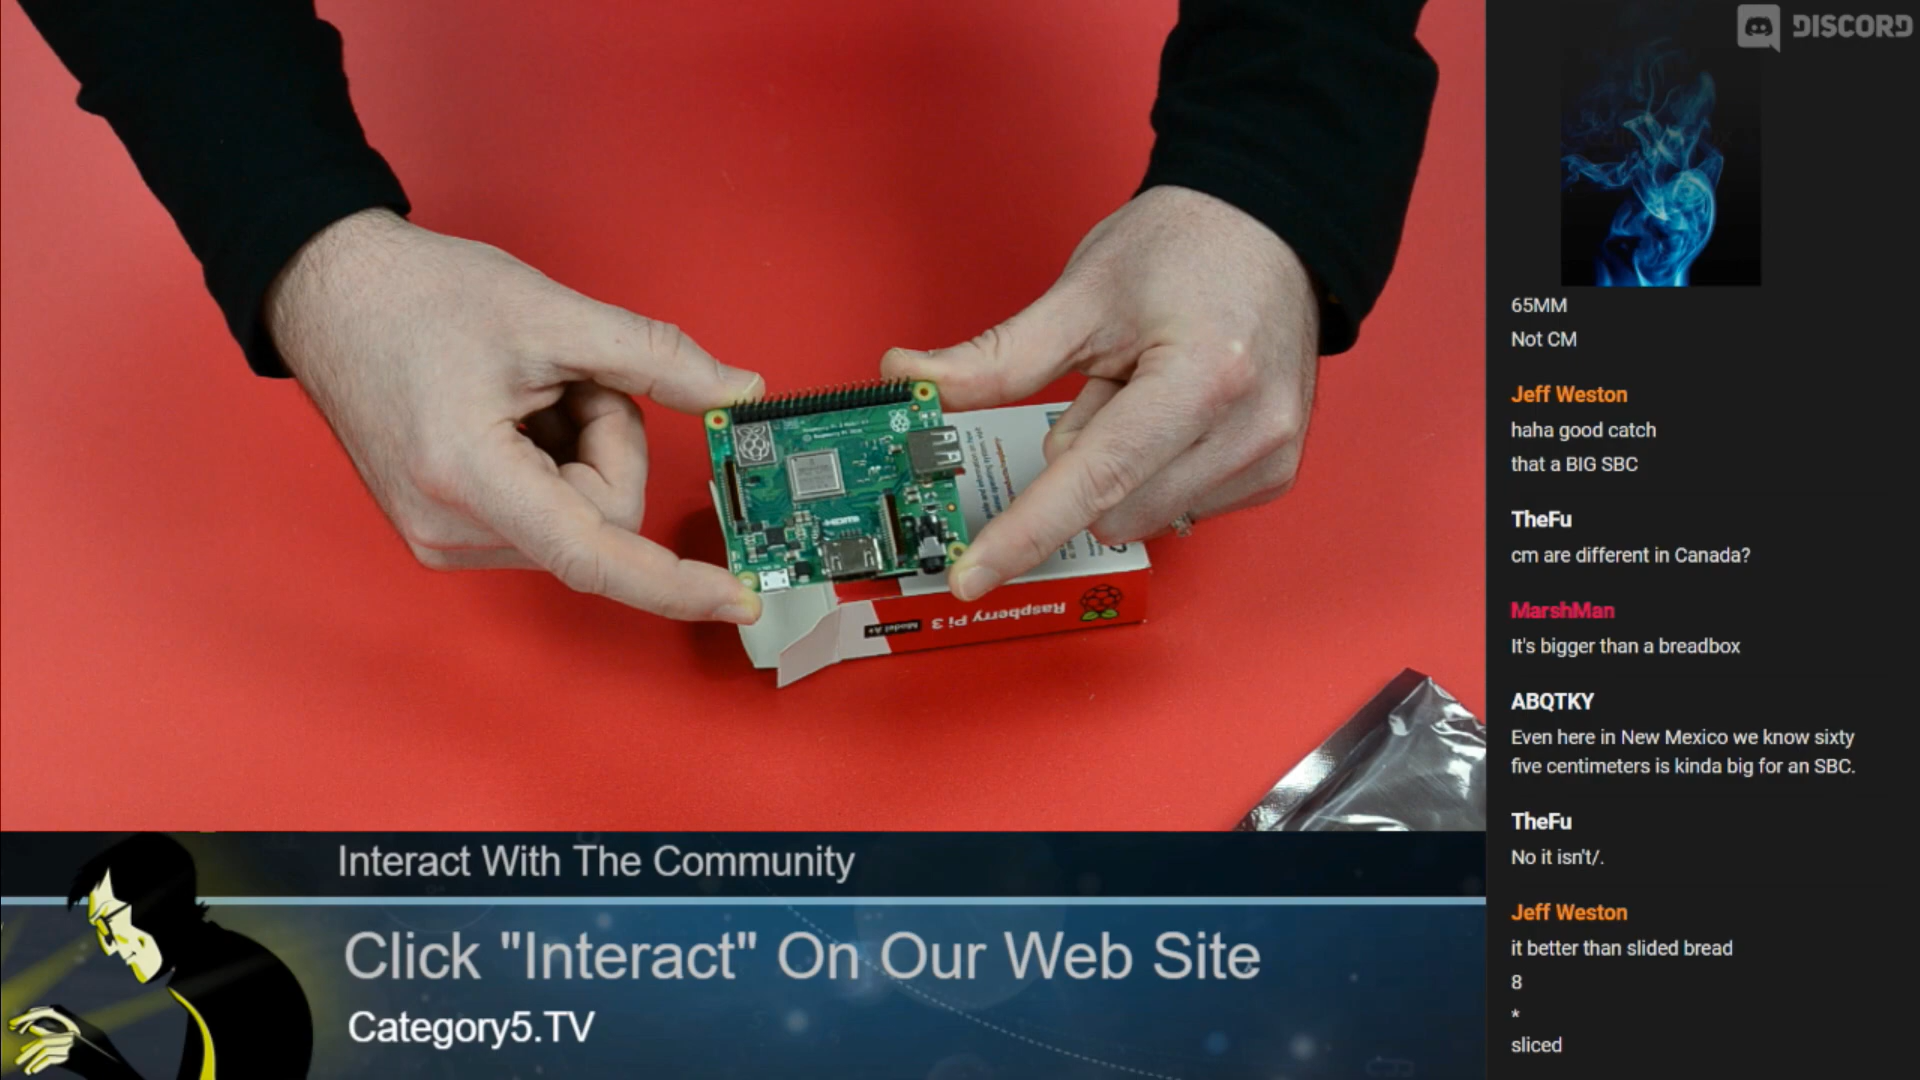 DISCORD
65MM
Not CM
Jeff Weston
haha good catch
that a BIG SBC
TheFu
cm are different in Canada?
MarshMan
It's bigger than a breadbox
ABQTKY
Even here in New Mexico we know sixty
five centimeters is kinda big for an SBC.
TheFu
No it isn't/.
Jeff Weston
it better than slided bread
8
*
sliced
HDMI
Raspberry Pi 3
Model A+
Interact With The Community
Click "Interact" On Our Web Site
Category5.TV